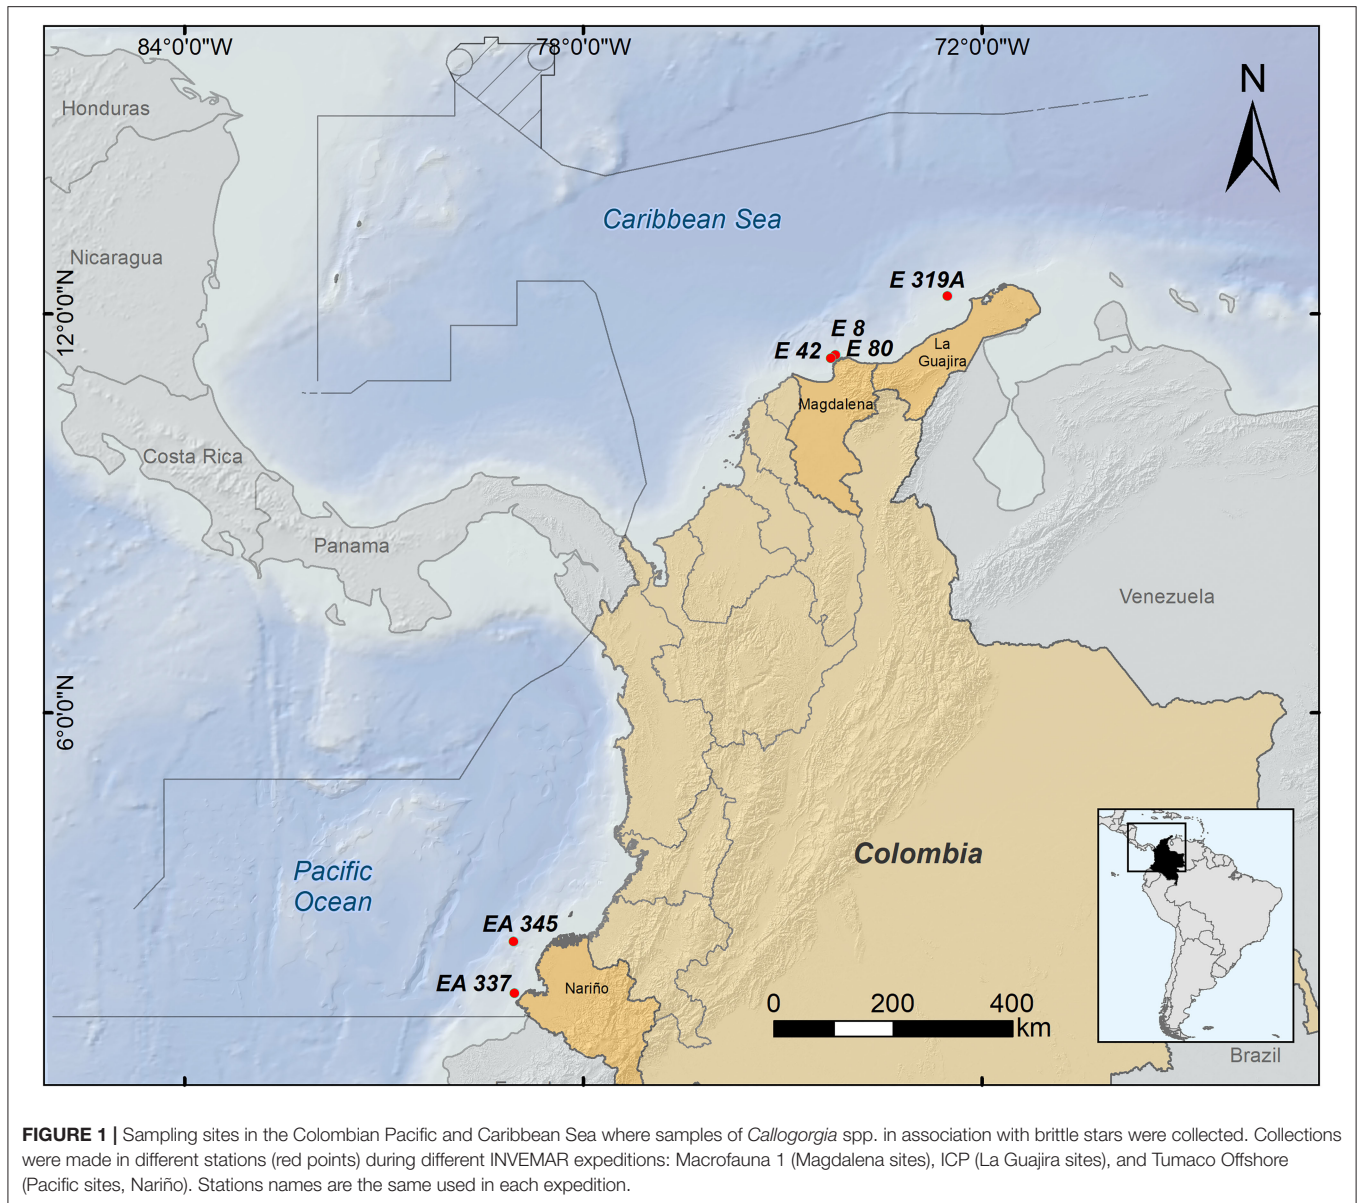 84°0'0"W
78°0'0"W
72°0'0"W
N
Honduras
Caribbean Sea
Nicaragua
12°0'0"N
E 319A
E 8
E 42
E 80
La
Guajira
Magdalena
Costa Rica
Panama
Venezuela
6°0'0"N
Colombia
Pacific
Ocean
EA 345
EA 337
Nariño
0 200 400
km
Brazil
FIGURE 1 | Sampling sites in the Colombian Pacific and Caribbean Sea where samples of Callogorgia spp. in association with brittle stars were collected. Collections
were made in different stations (red points) during different INVEMAR expeditions: Macrofauna 1 (Magdalena sites), ICP (La Guajira sites), and Tumaco Offshore
(Pacific sites, Nariño). Stations names are the same used in each expedition.